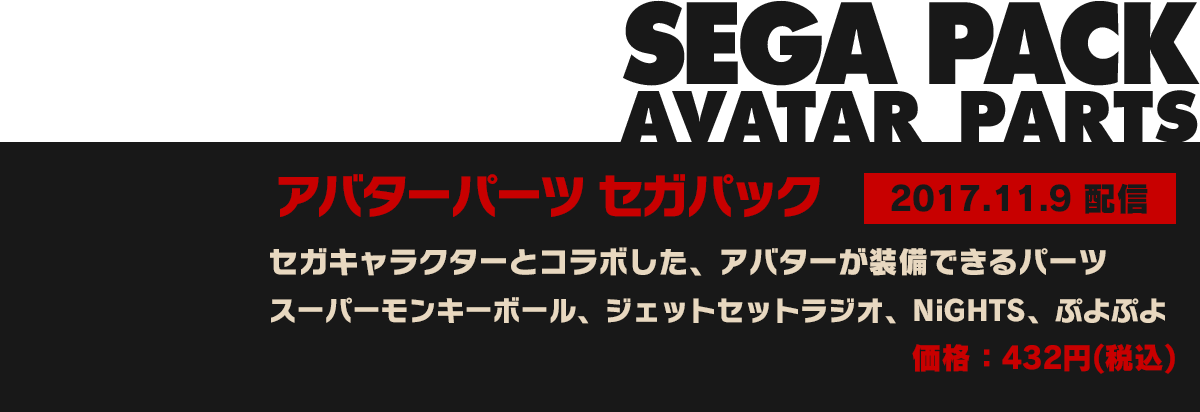 SEGA PACK
AVATAR PARTS
アバターパーツ セガパック
2017.11.9 配信
セガキャラクターとコラボした、アバターが装備できるパーツ
スーパーモンキーボール、ジェットセットラジオ、NiGHTS、ぷよぷよ
価格：432円(税込)